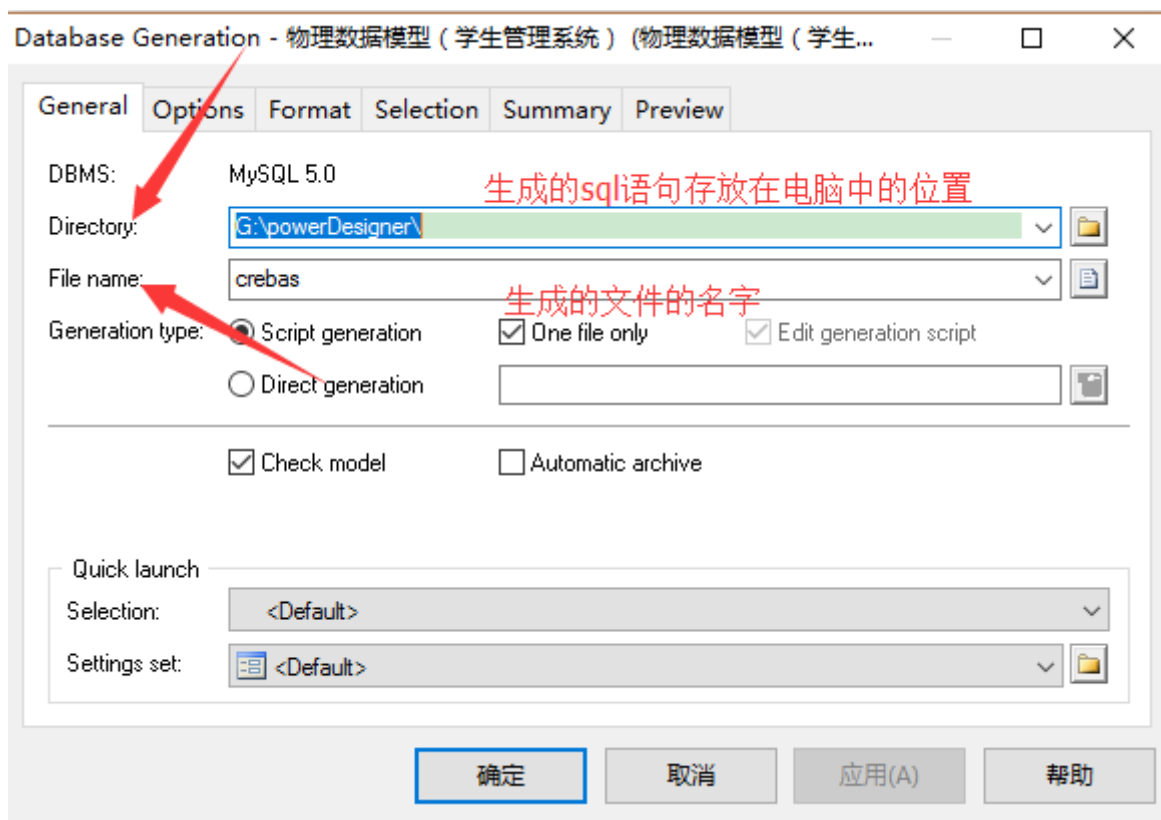 Database Generation - 物理数据模型（学生管理系统） (物理数据模型（学生...
General Options Format Selection Summary Preview
DBMS: MySQL 5.0
生成的sql语句存放在电脑中的位置
Directory: G:\powerDesigner\
File name: crebas
生成的文件的名字
Generation type: Script generation One file only Edit generation script
Direct generation
Check model Automatic archive
Quick launch
Selection: <Default>
Settings set: <Default>
确定 取消 应用(A) 帮助